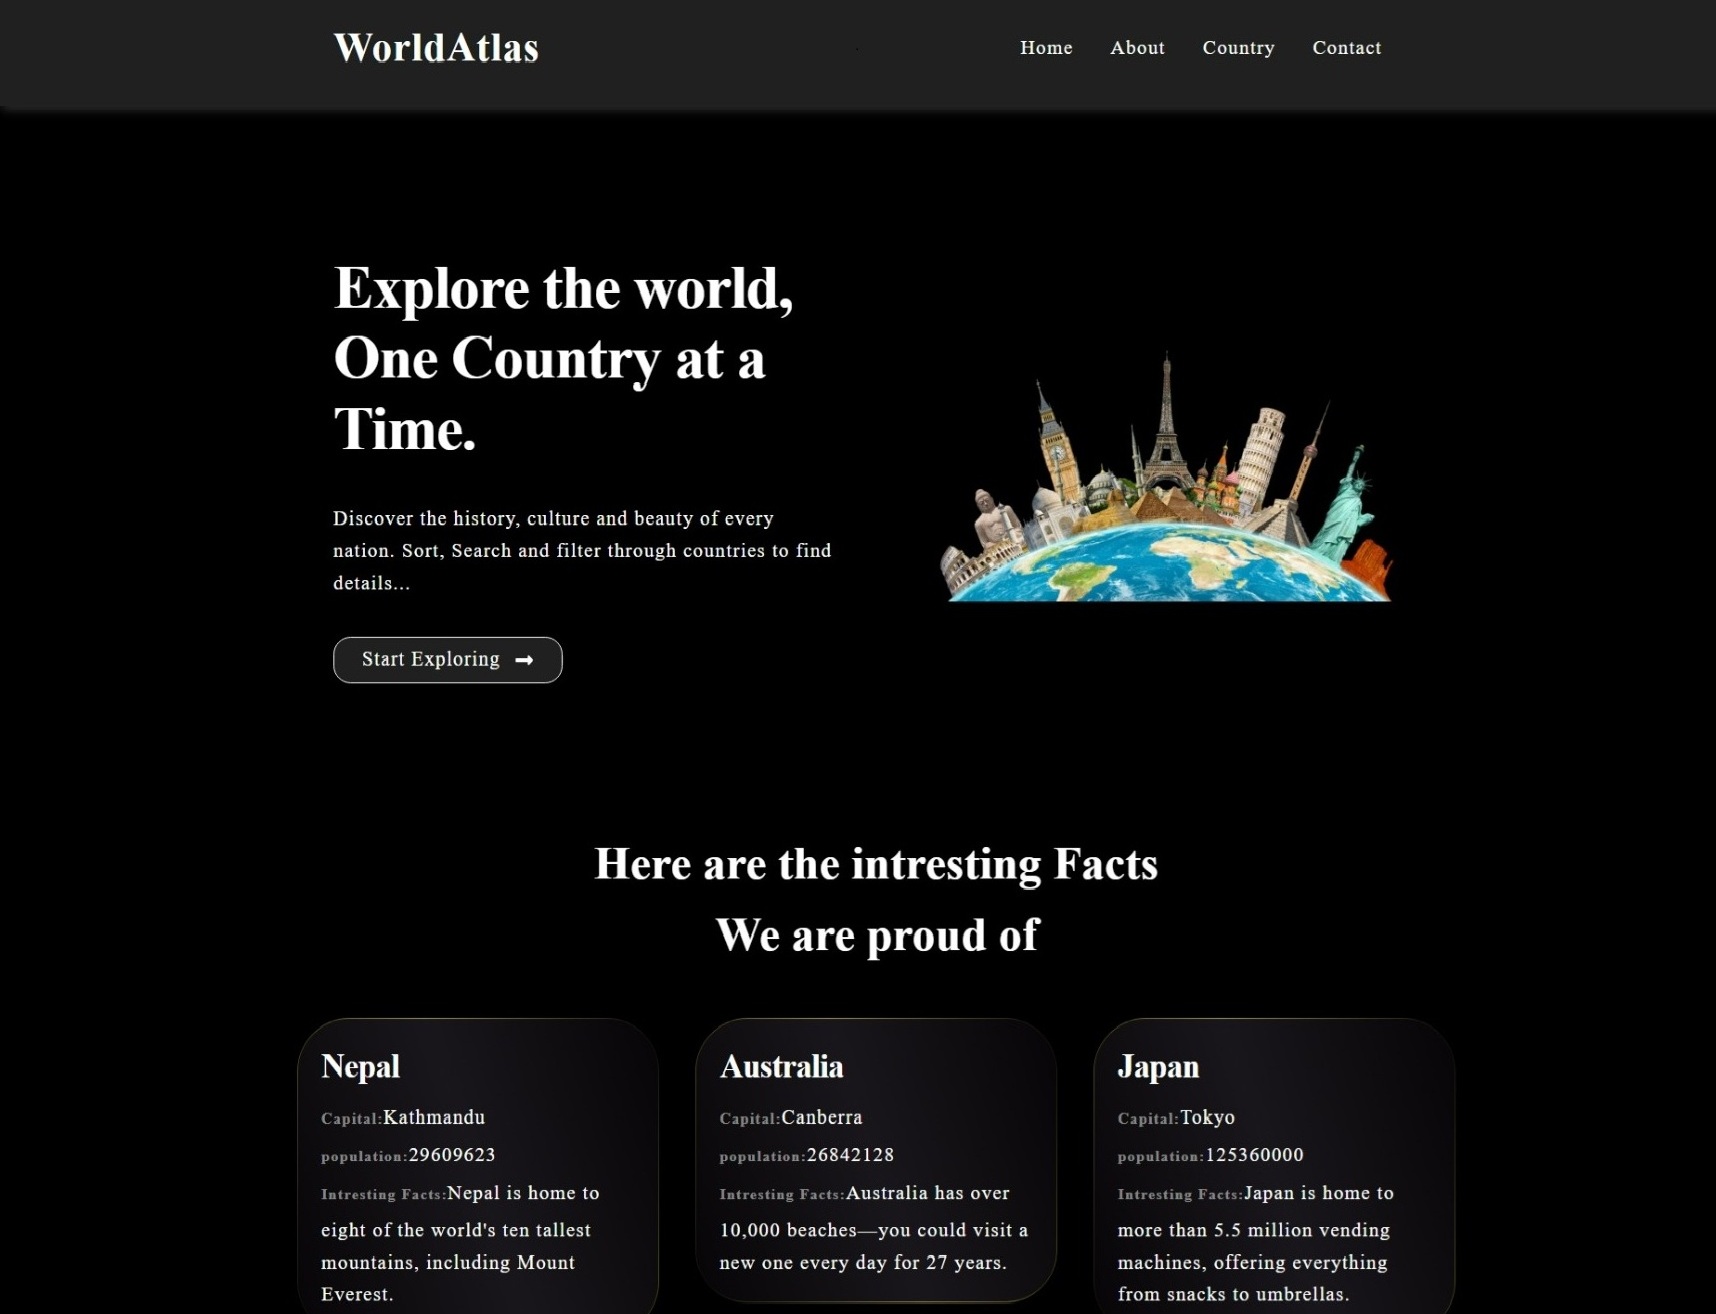 WorldAtlas
Home About Country Contact
Explore the world,
One Country at a
Time.
Discover the history, culture and beauty of every
nation. Sort, Search and filter through countries to find
details...
Start Exploring
Here are the intresting Facts
We are proud of
Nepal
Capital:Kathmandu
population:29609623
Intresting Facts:Nepal is home to
eight of the world's ten tallest
mountains, including Mount
Everest.
Australia
Capital:Canberra
population:26842128
Intresting Facts:Australia has over
10,000 beaches—you could visit a
new one every day for 27 years.
Japan
Capital:Tokyo
population:125360000
Intresting Facts:Japan is home to
more than 5.5 million vending
machines, offering everything
from snacks to umbrellas.